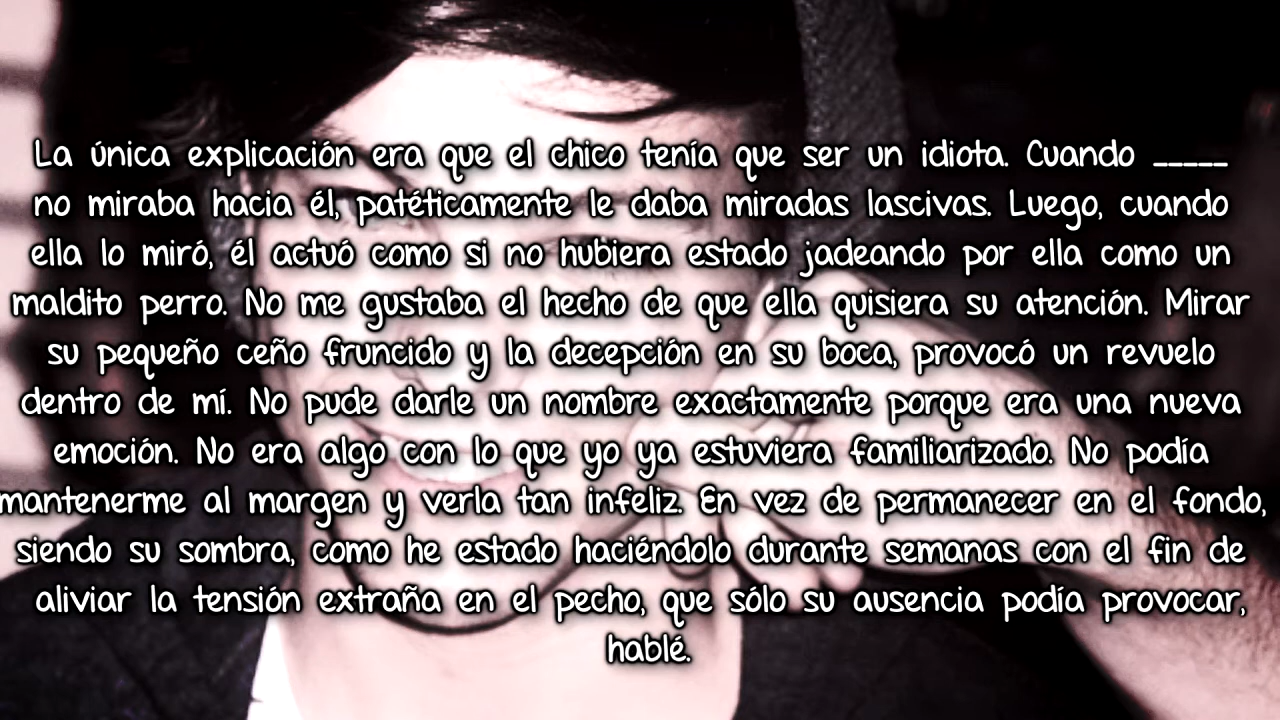 La única explicación era que el chico tenía que ser un idiota. Cuando _____
no miraba hacia él, patéticamente le daba miradas lascivas. Luego, cuando
ella lo miró, él actuó como si no hubiera estado jadeando por ella como un
maldito perro. No me gustaba el hecho de que ella quisiera su atención. Mirar
su pequeño ceño fruncido y la decepción en su boca, provocó un revuelo
dentro de mí. No pude darle un nombre exactamente porque era una nueva
emoción. No era algo con lo que yo ya estuviera familiarizado. No podía
mantenerme al margen y verla tan infeliz. En vez de permanecer en el fondo,
siendo su sombra, como he estado haciéndolo durante semanas con el fin de
aliviar la tensión extraña en el pecho, que sólo su ausencia podía provocar,
hablé.